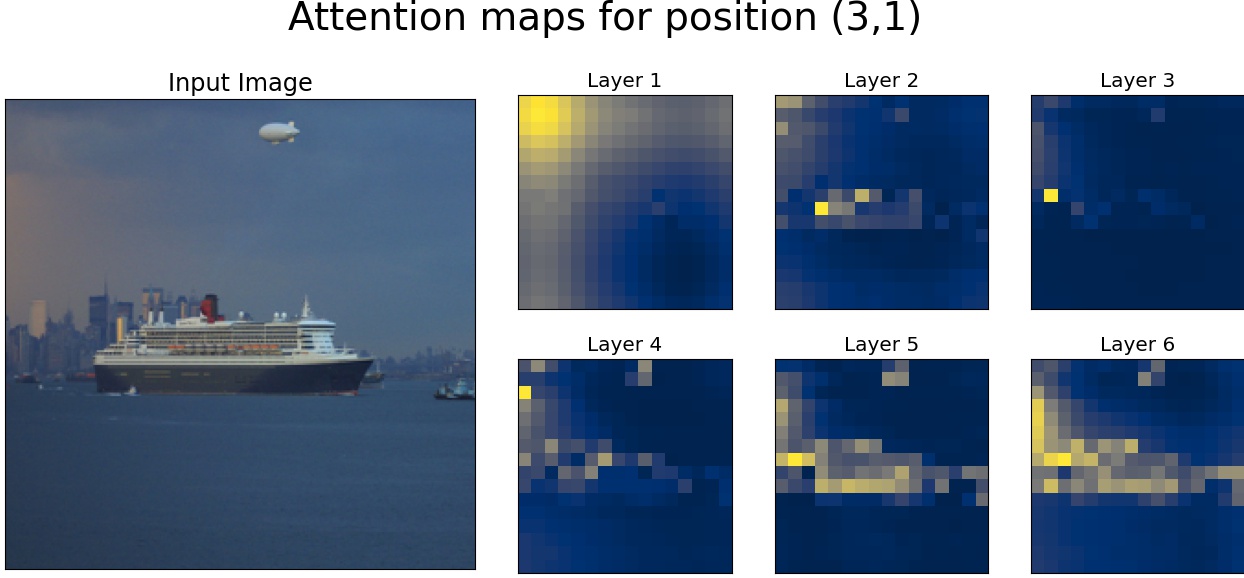 Attention maps for position (3,1)
Input Image
Layer 1
Layer 2
Layer 3
Layer 4
Layer 5
Layer 6